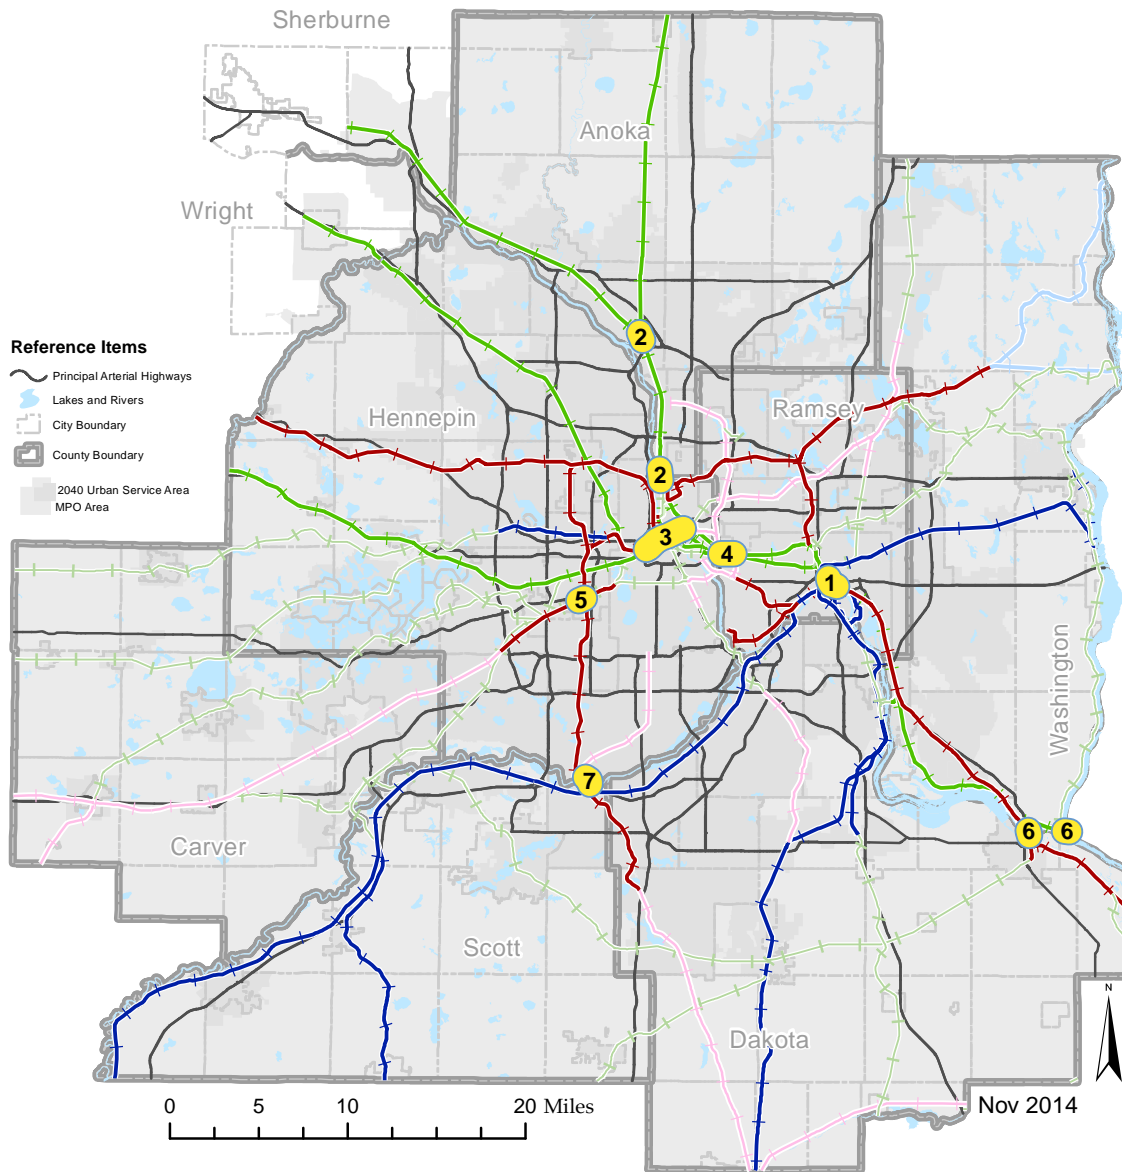 Sherburne
Anoka
Wright
2
Reference Items
Principal Arterial Highways
Lakes and Rivers
City Boundary
County Boundary
2040 Urban Service Area
MPO Area
Hennepin
Ramsey
2
3
4
1
5
Washington
7
6
6
Carver
Scott
Dakota
N
Nov 2014
0
5
10
20 Miles